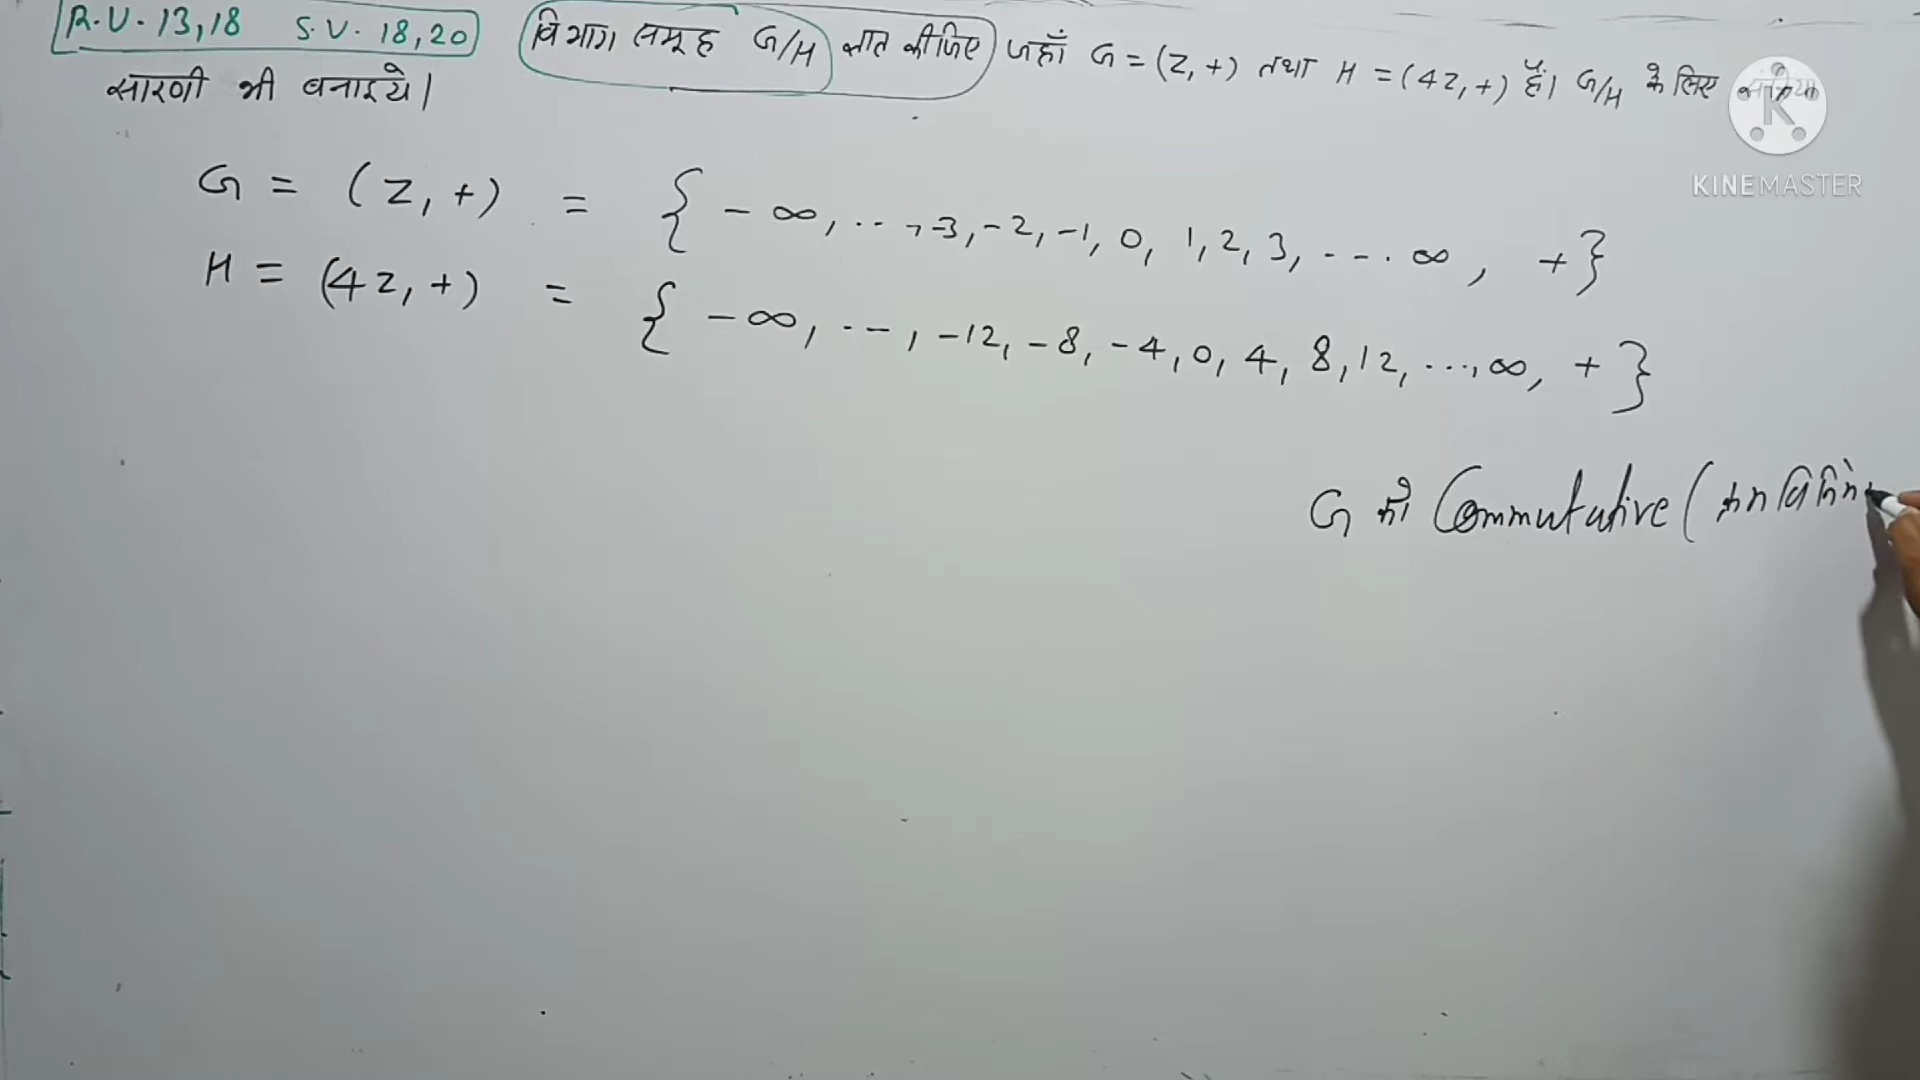 R.U. 13,18 S.U. 18,20 विभाग समूह G/H ज्ञात कीजिए जहाँ G = (Z, +) तथा H = (4Z, +) हैं। G/H के लिए
सारणी भी बनाइये।
KINEMASTER
G = (Z, +) = { - ∞, .. , -3, -2, -1, 0, 1, 2, 3, --- . ∞ , + }
H = (4Z, +) = { - ∞, .--, -12, -8, -4, 0, 4, 8, 12, ..., ∞, + }
G को Commutative (